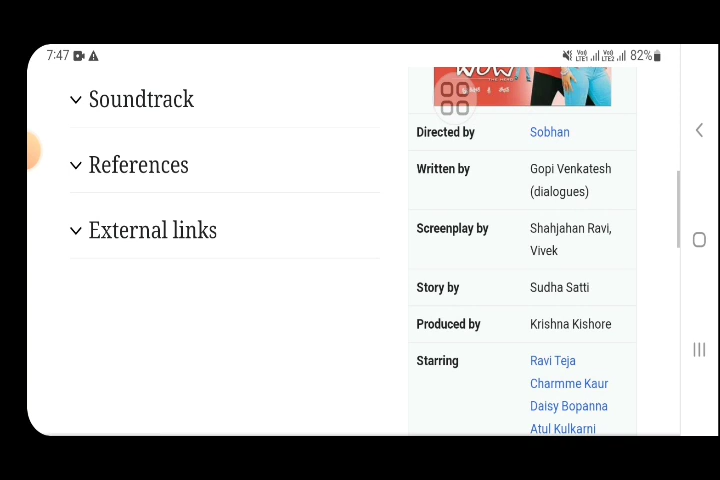 7:47
82%
WOW!
Soundtrack
References
External links
Directed by Sobhan
Written by Gopi Venkatesh
(dialogues)
Screenplay by Shahjahan Ravi,
Vivek
Story by Sudha Satti
Produced by Krishna Kishore
Starring Ravi Teja
Charmme Kaur
Daisy Bopanna
Atul Kulkarni